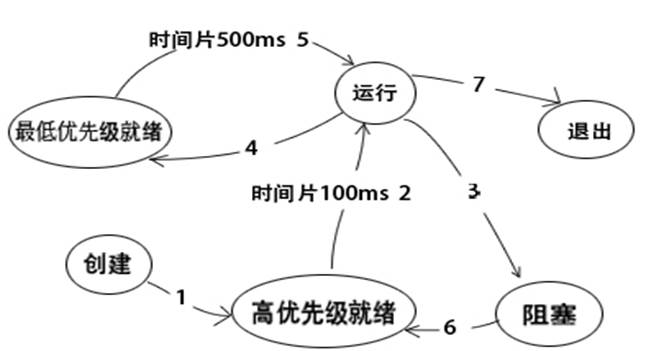 时间片500ms 5
运行
7
最低优先级就绪
退出
4
时间片100ms 2
3
创建
1
高优先级就绪
6
阻塞